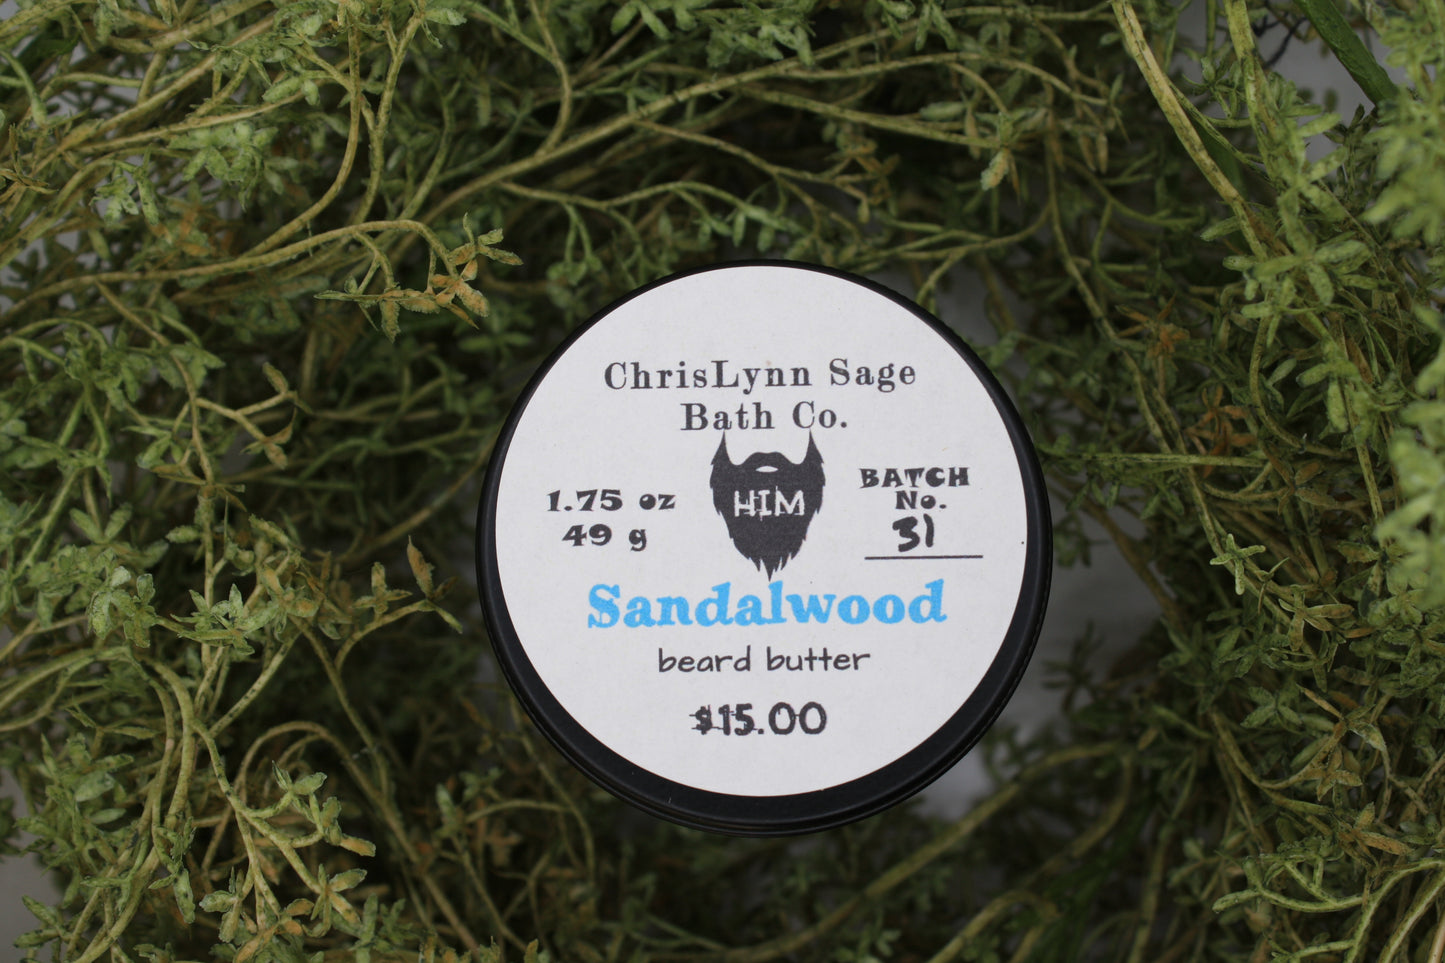 ChrisLynn Sage
Bath Co.
HIM
1.75 oz
49 g
BATCH
No.
31
Sandalwood
beard butter
$15.00